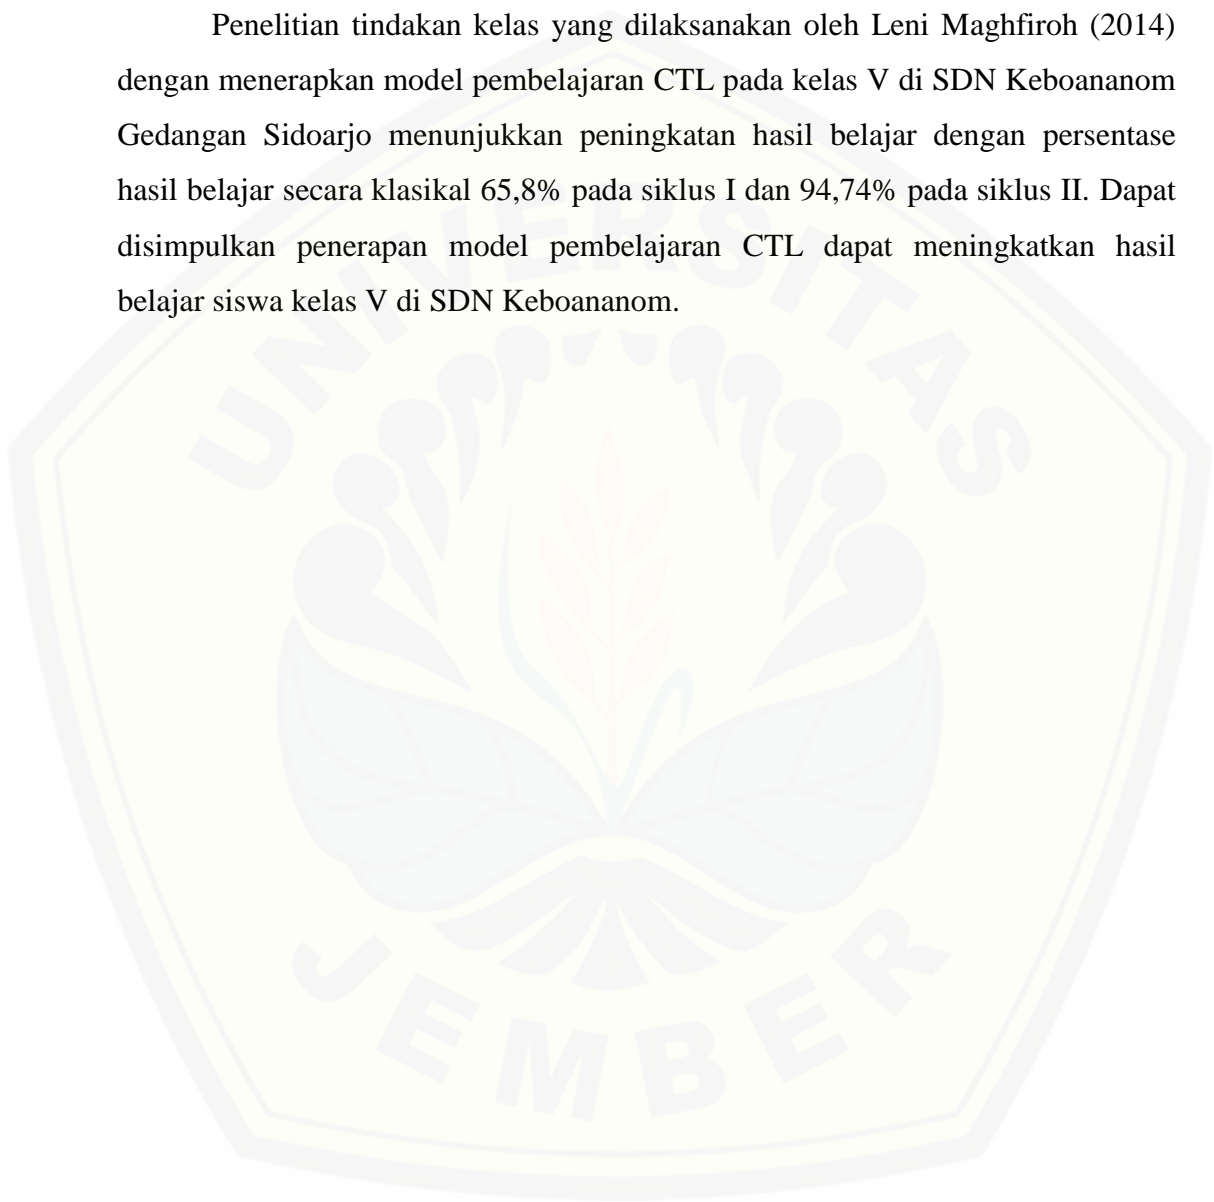 Penelitian tindakan kelas yang dilaksanakan oleh Leni Maghfiroh (2014)
dengan menerapkan model pembelajaran CTL pada kelas V di SDN Keboananom
Gedangan Sidoarjo menunjukkan peningkatan hasil belajar dengan persentase
hasil belajar secara klasikal 65,8% pada siklus I dan 94,74% pada siklus II. Dapat
disimpulkan penerapan model pembelajaran CTL dapat meningkatkan hasil
belajar siswa kelas V di SDN Keboananom.
UNIVERSITAS
JEMBER